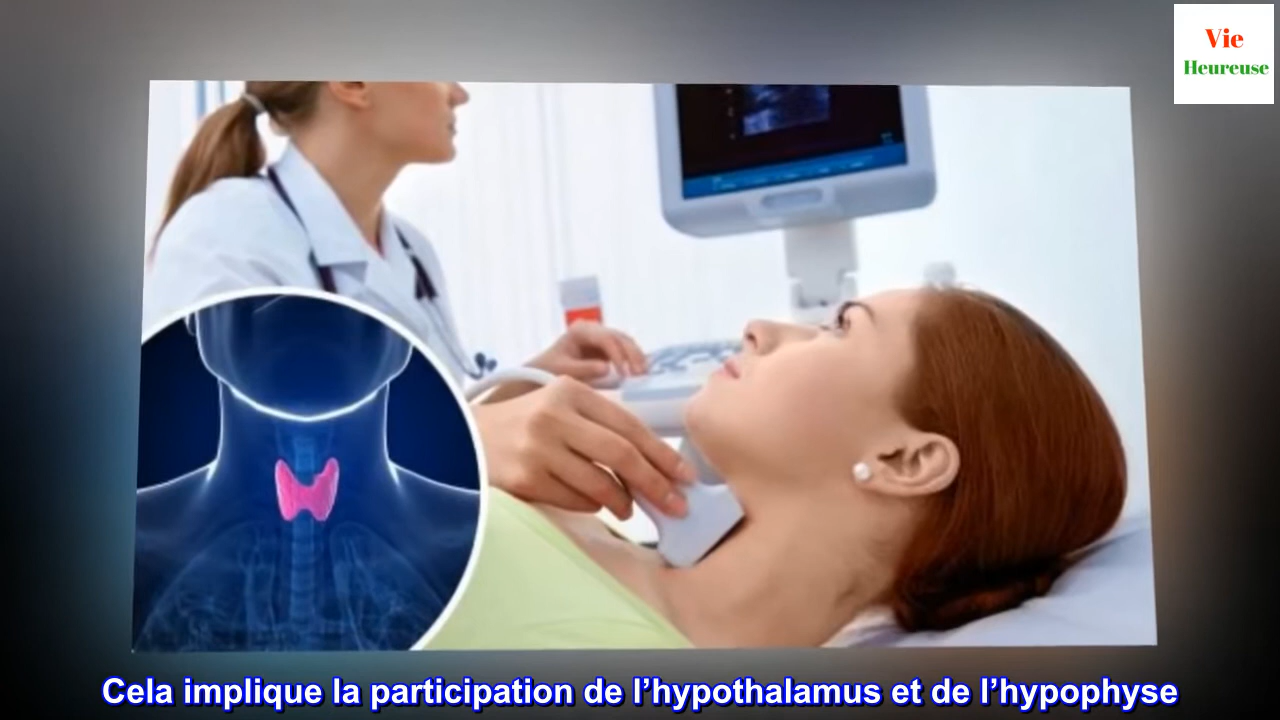 Vie
Heureuse
Cela implique la participation de l’hypothalamus et de l’hypophyse